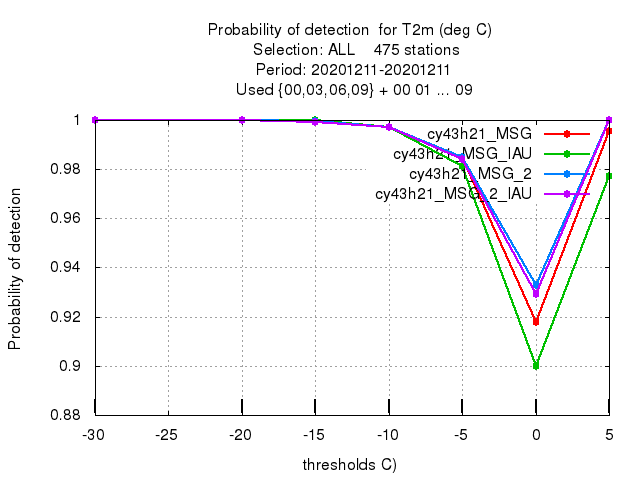 Probability of detection for T2m (deg C)
Selection: ALL 475 stations
Period: 20201211-20201211
Used {00,03,06,09} + 00 01 ... 09
cy43h21_MSG
cy43h21_MSG_IAU
cy43h21_MSG_2
cy43h21_MSG_2_IAU
Probability of detection
1
0.98
0.96
0.94
0.92
0.9
0.88
-30 -25 -20 -15 -10 -5 0 5
thresholds C)